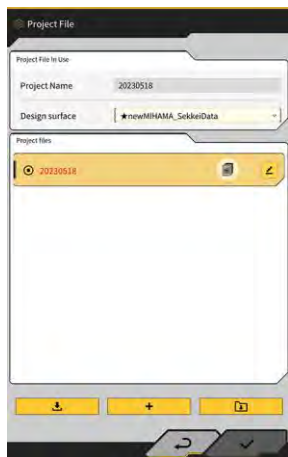 Project File
Project File In Use
Project Name 20230518
Design surface ★newMIHAMA_SekkeiData
Project files
20230518